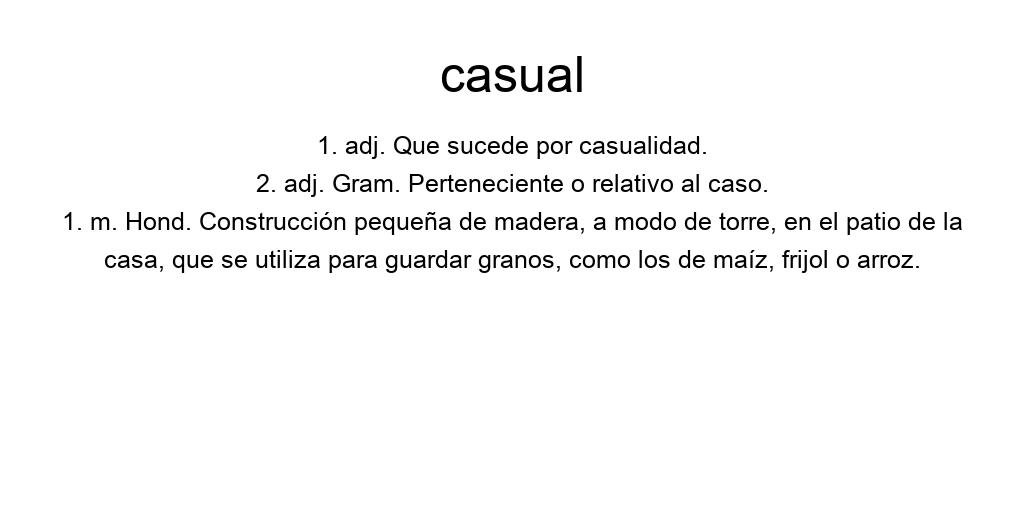 casual
1. adj. Que sucede por casualidad.
2. adj. Gram. Perteneciente o relativo al caso.
1. m. Hond. Construcción pequeña de madera, a modo de torre, en el patio de la
casa, que se utiliza para guardar granos, como los de maíz, frijol o arroz.